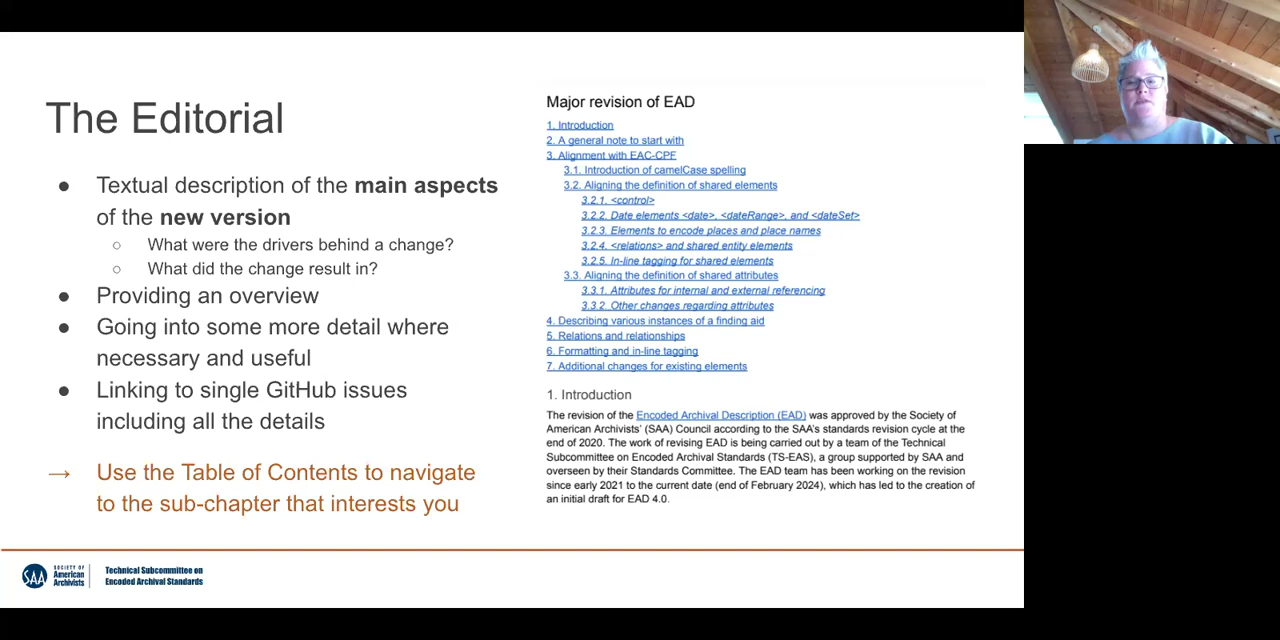 The Editorial
● Textual description of the main aspects
of the new version
○ What were the drivers behind a change?
○ What did the change result in?
● Providing an overview
● Going into some more detail where
necessary and useful
● Linking to single GitHub issues
including all the details
→ Use the Table of Contents to navigate
to the sub-chapter that interests you
Major revision of EAD
1. Introduction
2. A general note to start with
3. Alignment with EAC-CPF
3.1. Introduction of camelCase spelling
3.2. Aligning the definition of shared elements
3.2.1. <control>
3.2.2. Date elements <date>, <dateRange>, and <dateSet>
3.2.3. Elements to encode places and place names
3.2.4. <relations> and shared entity elements
3.2.5. In-line tagging for shared elements
3.3. Aligning the definition of shared attributes
3.3.1. Attributes for internal and external referencing
3.3.2. Other changes regarding attributes
4. Describing various instances of a finding aid
5. Relations and relationships
6. Formatting and in-line tagging
7. Additional changes for existing elements
1. Introduction
The revision of the Encoded Archival Description (EAD) was approved by the Society of
American Archivists' (SAA) Council according to the SAA's standards revision cycle at the
end of 2020. The work of revising EAD is being carried out by a team of the Technical
Subcommittee on Encoded Archival Standards (TS-EAS), a group supported by SAA and
overseen by their Standards Committee. The EAD team has been working on the revision
since early 2021 to the current date (end of February 2024), which has led to the creation of
an initial draft for EAD 4.0.
SAA
SOCIETY OF
American
Archivists
Technical Subcommittee on
Encoded Archival Standards